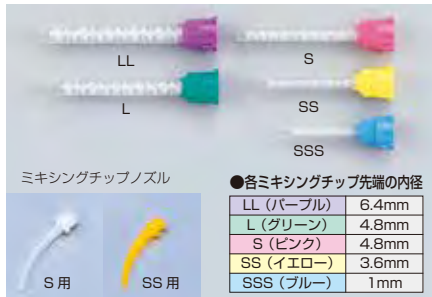 LL
S
L
SS
SSS
ミキシングチップノズル
S用
SS用
●各ミキシングチップ先端の内径
LL（パープル） 6.4mm
L（グリーン） 4.8mm
S（ピンク） 4.8mm
SS（イエロー） 3.6mm
SSS（ブルー） 1mm